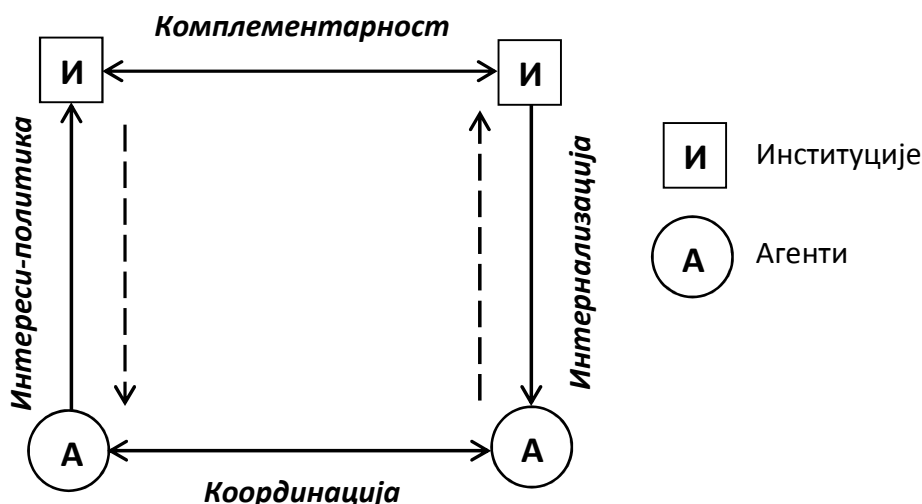 Комплементарност
И
И
Интереси-политика
Интернализација
И
Институције
А
Агенти
А
А
Координација